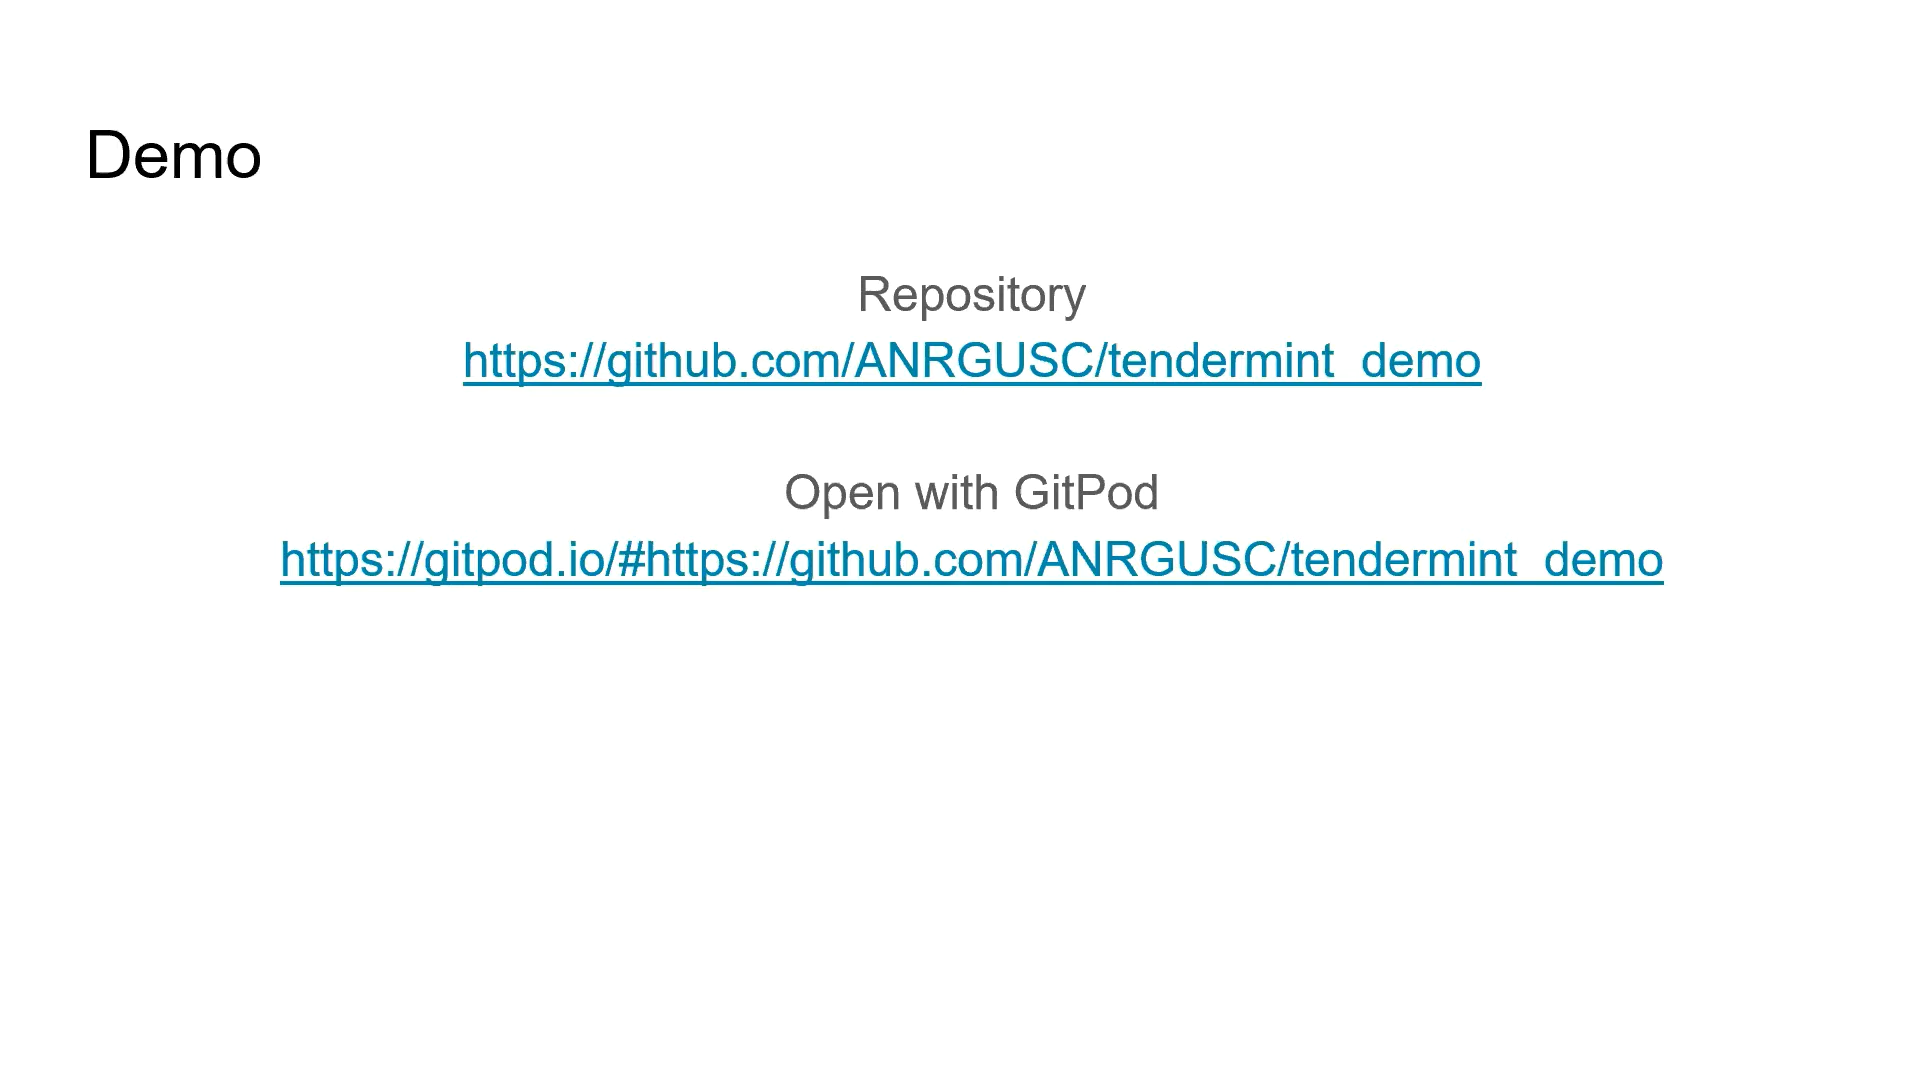 Demo
Repository
https://github.com/ANRGUSC/tendermint_demo
Open with GitPod
https://gitpod.io/#https://github.com/ANRGUSC/tendermint_demo